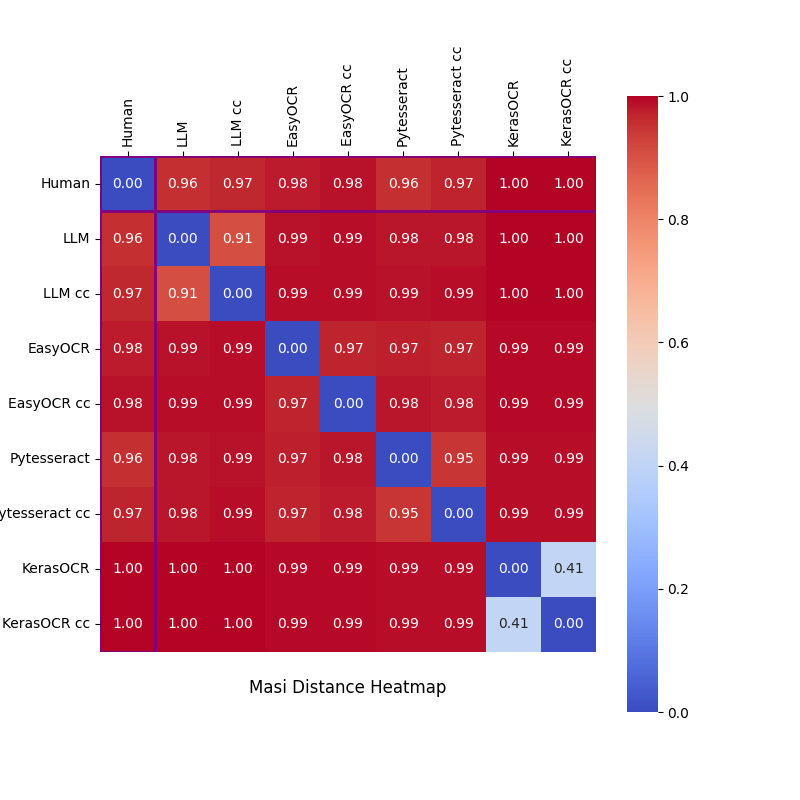 Human LLM LLM cc EasyOCR EasyOCR cc Pytesseract Pytesseract cc KerasOCR KerasOCR cc
Human 0.00 0.96 0.97 0.98 0.98 0.96 0.97 1.00 1.00
LLM 0.96 0.00 0.91 0.99 0.99 0.98 0.98 1.00 1.00
LLM cc 0.97 0.91 0.00 0.99 0.99 0.99 0.99 1.00 1.00
EasyOCR 0.98 0.99 0.99 0.00 0.97 0.97 0.97 0.99 0.99
EasyOCR cc 0.98 0.99 0.99 0.97 0.00 0.98 0.98 0.99 0.99
Pytesseract 0.96 0.98 0.99 0.97 0.98 0.00 0.95 0.99 0.99
ytesseract cc 0.97 0.98 0.99 0.97 0.98 0.95 0.00 0.99 0.99
KerasOCR 1.00 1.00 1.00 0.99 0.99 0.99 0.99 0.00 0.41
KerasOCR cc 1.00 1.00 1.00 0.99 0.99 0.99 0.99 0.41 0.00
Masi Distance Heatmap
1.0
0.8
0.6
0.4
0.2
0.0